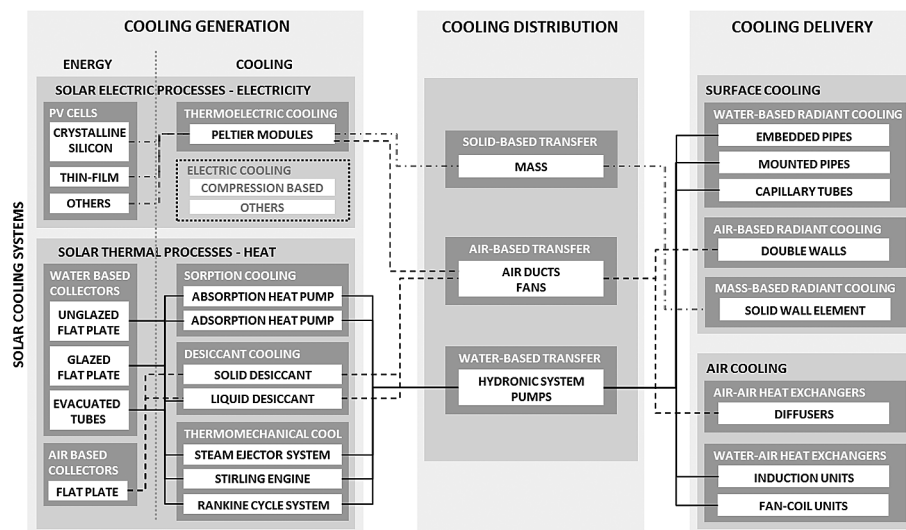 SOLAR COOLING SYSTEMS
COOLING GENERATION
ENERGY
COOLING
SOLAR ELECTRIC PROCESSES - ELECTRICITY
PV CELLS
CRYSTALLINE
SILICON
THIN-FILM
OTHERS
THERMOELECTRIC COOLING
PELTIER MODULES
ELECTRIC COOLING
COMPRESSION BASED
OTHERS
SOLAR THERMAL PROCESSES - HEAT
WATER BASED
COLLECTORS
UNGLAZED
FLAT PLATE
GLAZED
FLAT PLATE
EVACUATED
TUBES
AIR BASED
COLLECTORS
FLAT PLATE
SORPTION COOLING
ABSORPTION HEAT PUMP
ADSORPTION HEAT PUMP
DESICCANT COOLING
SOLID DESICCANT
LIQUID DESICCANT
THERMOMECHANICAL COOL
STEAM EJECTOR SYSTEM
STIRLING ENGINE
RANKINE CYCLE SYSTEM
COOLING DISTRIBUTION
SOLID-BASED TRANSFER
MASS
AIR-BASED TRANSFER
AIR DUCTS
FANS
WATER-BASED TRANSFER
HYDRONIC SYSTEM
PUMPS
COOLING DELIVERY
SURFACE COOLING
WATER-BASED RADIANT COOLING
EMBEDDED PIPES
MOUNTED PIPES
CAPILLARY TUBES
AIR-BASED RADIANT COOLING
DOUBLE WALLS
MASS-BASED RADIANT COOLING
SOLID WALL ELEMENT
AIR COOLING
AIR-AIR HEAT EXCHANGERS
DIFFUSERS
WATER-AIR HEAT EXCHANGERS
INDUCTION UNITS
FAN-COIL UNITS